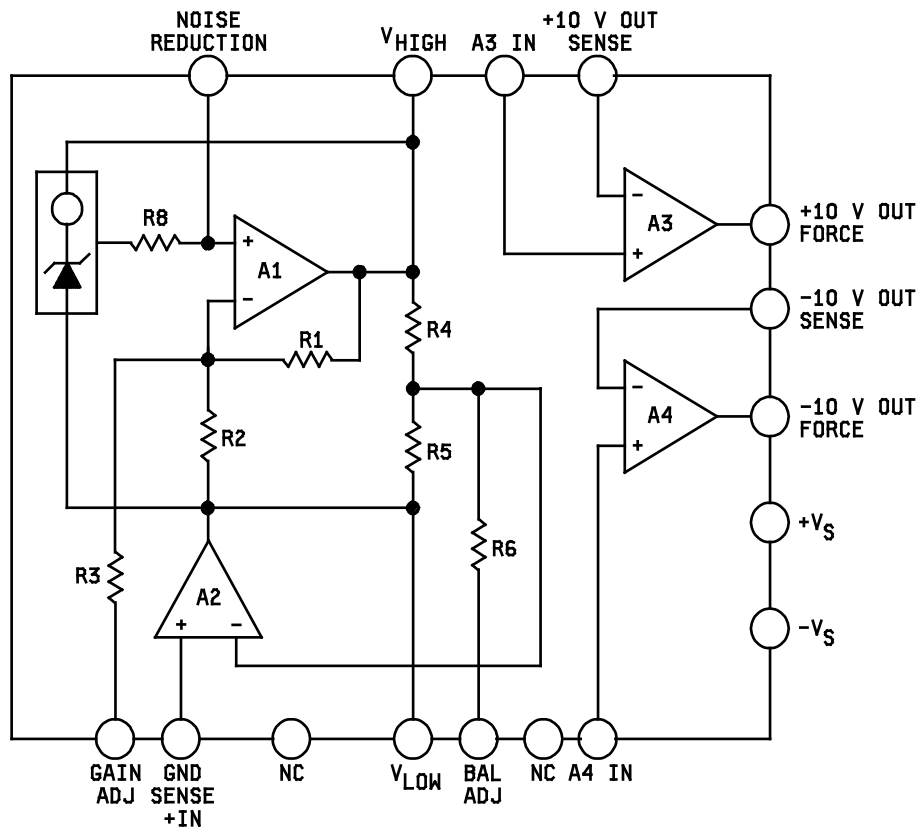 NOISE
REDUCTION
VHIGH
A3 IN
+10 V OUT
SENSE
R8
+
A1
−
R1
R4
−
A3
+
+10 V OUT
FORCE
−10 V OUT
SENSE
R2
R5
−
A4
+
−10 V OUT
FORCE
+VS
R3
A2
+ −
R6
−VS
GAIN
ADJ
GND
SENSE
+IN
NC
VLOW
BAL
ADJ
NC
A4 IN